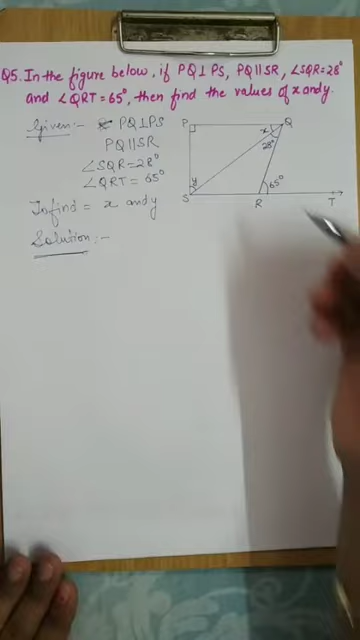 Q5. In the figure below, if PQ⊥PS, PQ∥SR, ∠SQR=28°
and ∠QRT=65°, then find the values of x and y.
Given:- PQ⊥PS
PQ∥SR
∠SQR=28°
∠QRT=65°
To find = x and y
Solution:-
P
Q
x
28°
y
65°
S
R
T